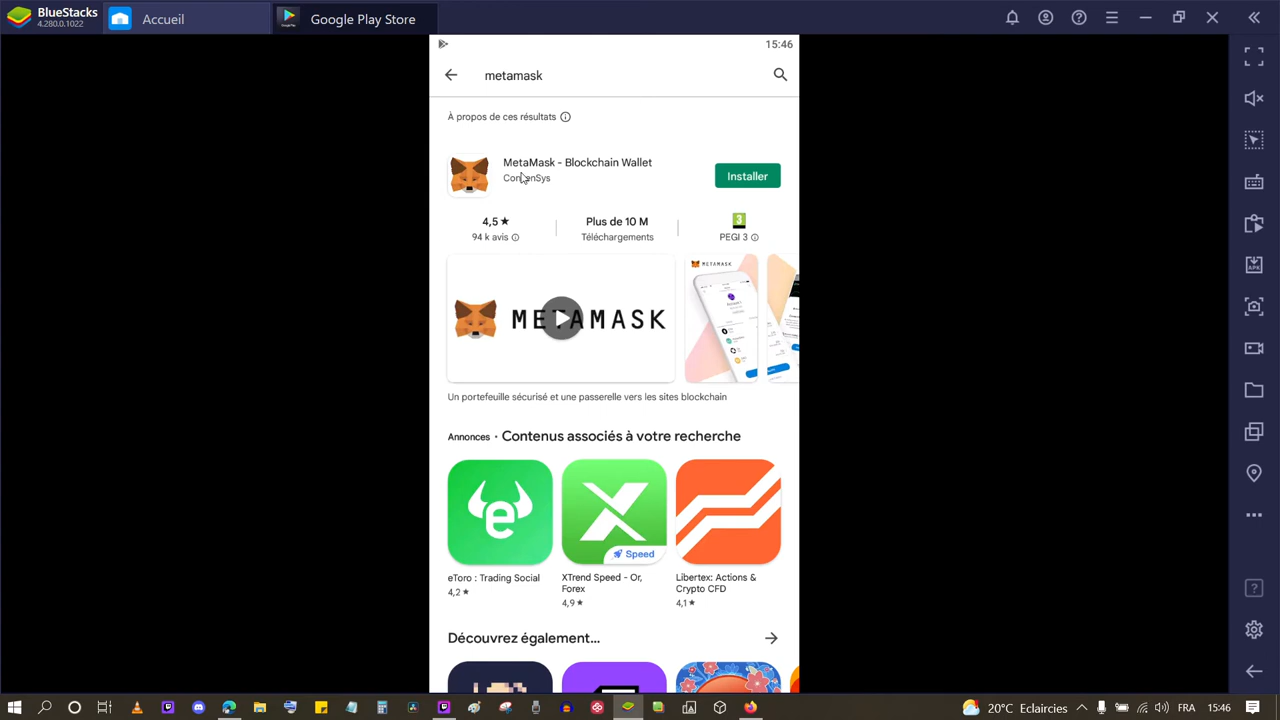 BlueStacks
4.280.0.1022
Accueil
Google Play Store
15:46
metamask
À propos de ces résultats
MetaMask - Blockchain Wallet
ConsenSys
Installer
4,5 ★
94 k avis
Plus de 10 M
Téléchargements
3
PEGI 3
METAMASK
METAMASK
Un portefeuille sécurisé et une passerelle vers les sites blockchain
Annonces • Contenus associés à votre recherche
e
X
Speed
eToro : Trading Social
4,2 ★
XTrend Speed - Or,
Forex
4,9 ★
Libertex: Actions &
Crypto CFD
4,1 ★
Découvrez également...
APK
20°C Eclaircies
FRA
15:46